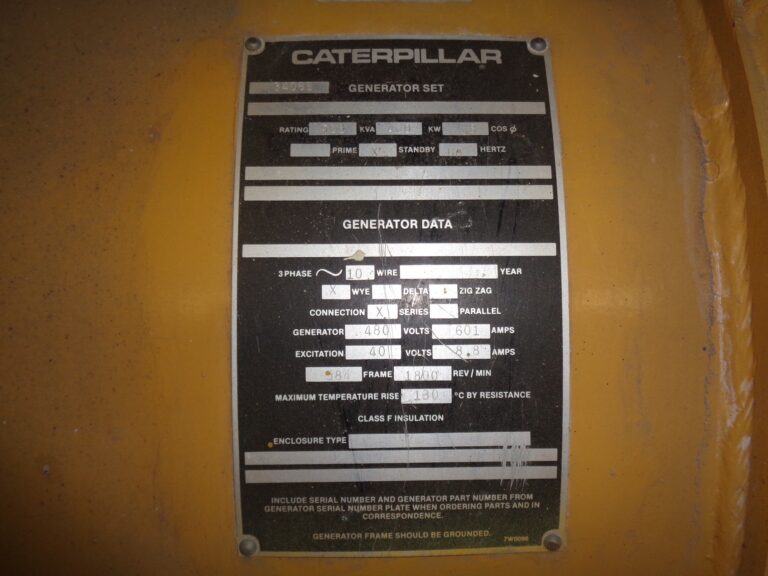 CATERPILLAR
GENERATOR SET
RATING KVA KW COS Ø
PRIME X STANDBY HERTZ
GENERATOR DATA
3 PHASE ~ 10 WIRE YEAR
X WYE DELTA ZIG ZAG
CONNECTION X SERIES PARALLEL
GENERATOR 480 VOLTS 601 AMPS
EXCITATION 40 VOLTS 8.8 AMPS
584 FRAME 1800 REV/MIN
MAXIMUM TEMPERATURE RISE 130 °C BY RESISTANCE
CLASS F INSULATION
ENCLOSURE TYPE
INCLUDE SERIAL NUMBER AND GENERATOR PART NUMBER FROM
GENERATOR SERIAL NUMBER PLATE WHEN ORDERING PARTS AND IN
CORRESPONDENCE.
GENERATOR FRAME SHOULD BE GROUNDED.